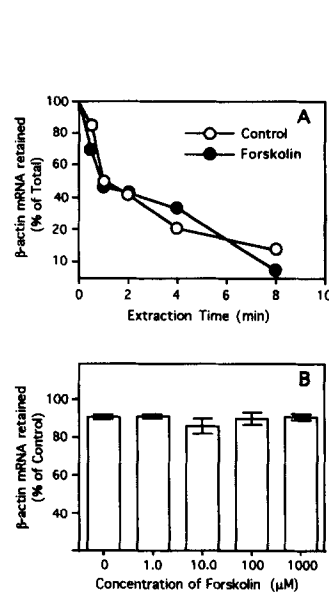 A
100
80
60
40
20
10
β-actin mRNA retained
(% of Total)
Control
Forskolin
0 2 4 6 8 10
Extraction Time (min)
B
100
80
60
40
β-actin mRNA retained
(% of Control)
0 1.0 10.0 100 1000
Concentration of Forskolin (μM)